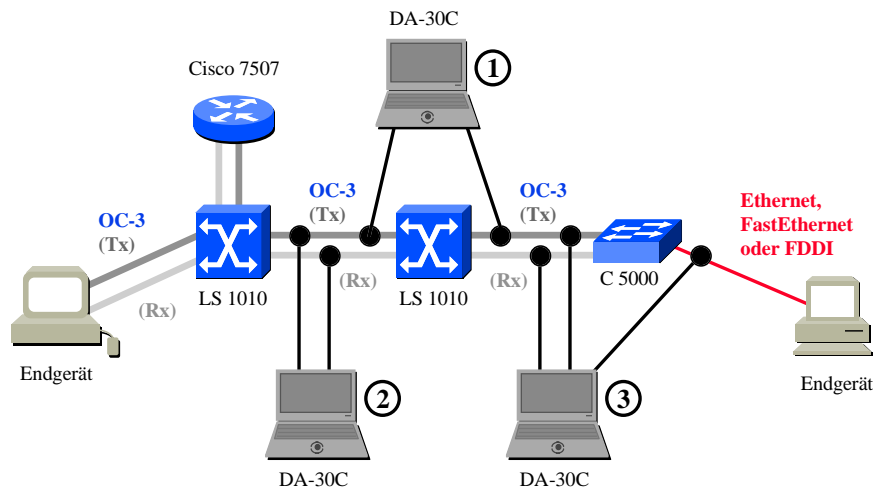 DA-30C
1
Cisco 7507
OC-3
(Tx)
OC-3
(Tx)
OC-3
(Tx)
Ethernet,
FastEthernet
oder FDDI
(Rx)
LS 1010
(Rx)
LS 1010
(Rx)
C 5000
Endgerät
2
3
Endgerät
DA-30C
DA-30C